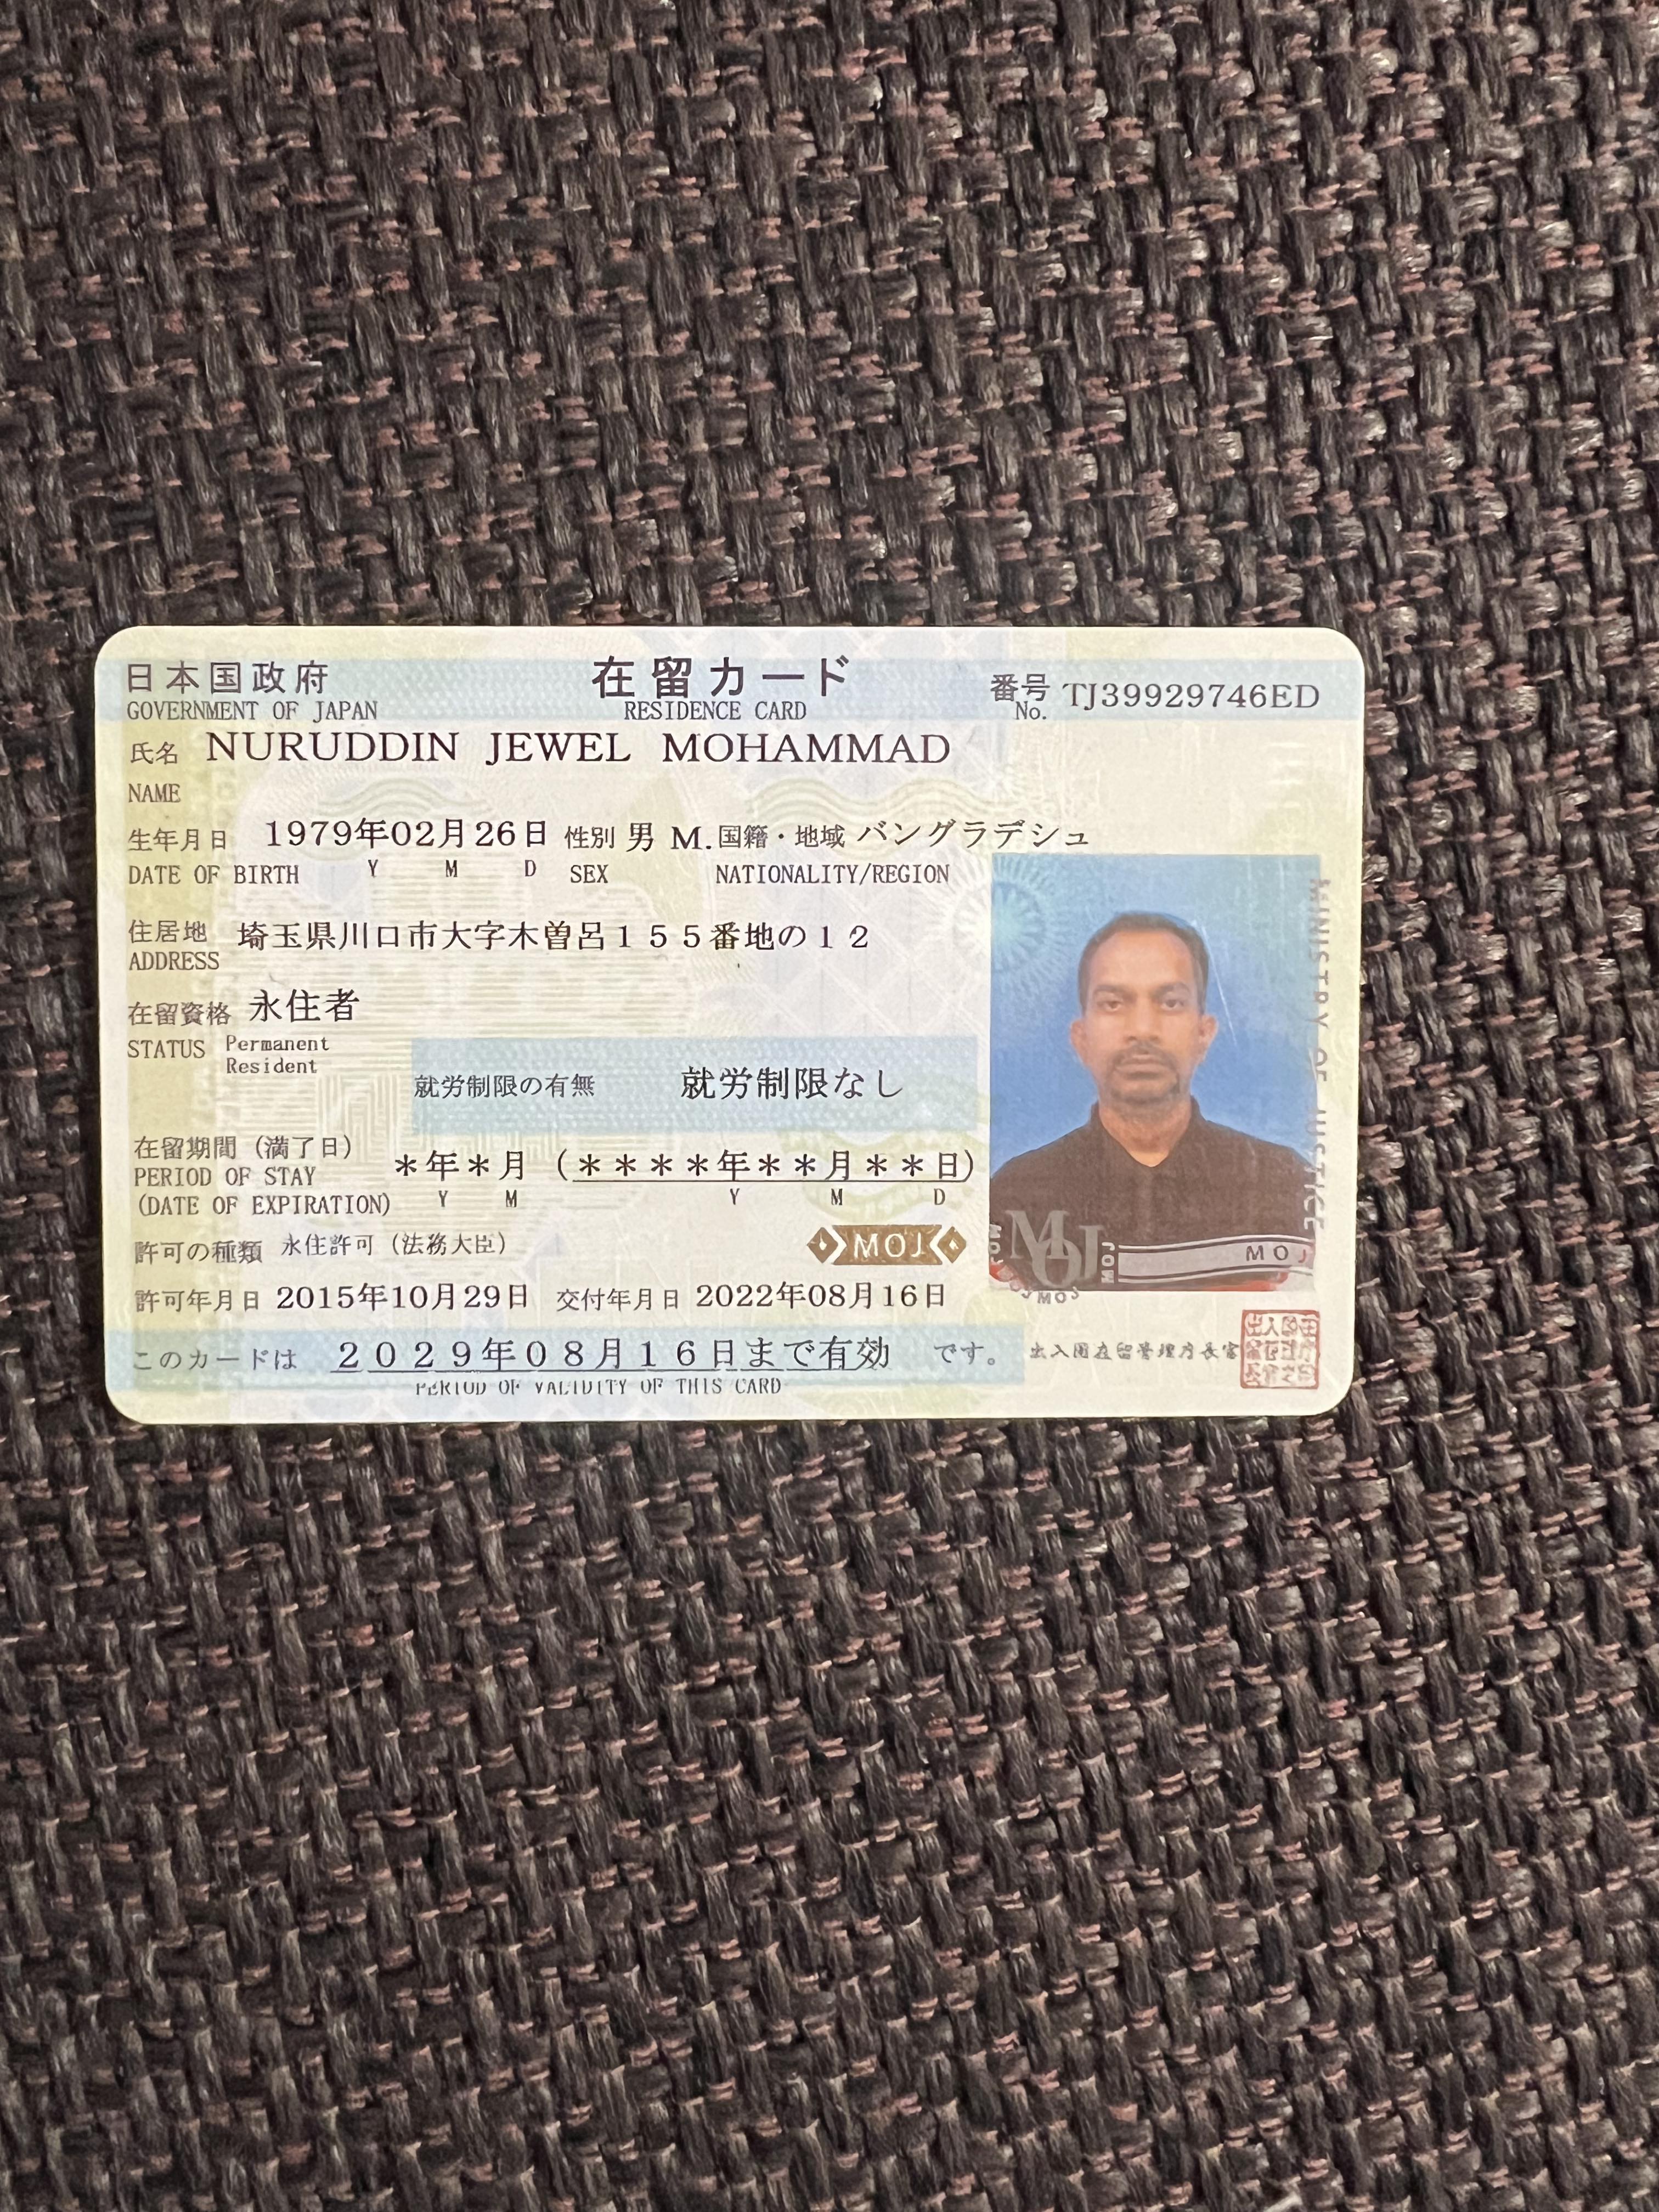 日本国政府 在留カード 番号 TJ39929746ED
GOVERNMENT OF JAPAN RESIDENCE CARD No.
氏名 NURUDDIN JEWEL MOHAMMAD
NAME
生年月日 1979年02月26日 性別 男 M. 国籍・地域 バングラデシュ
DATE OF BIRTH Y M D SEX NATIONALITY/REGION
住居地 埼玉県川口市大字木曽呂155番地の12
ADDRESS
在留資格 永住者
STATUS Permanent
Resident
就労制限の有無 就労制限なし
在留期間(満了日)
PERIOD OF STAY
(DATE OF EXPIRATION)
*年*月 (****年**月**日)
Y M Y M D
許可の種類 永住許可(法務大臣)
MOJ
許可年月日 2015年10月29日 交付年月日 2022年08月16日
このカードは 2029年08月16日まで有効 です。
PERIOD OF VALIDITY OF THIS CARD
MINISTRY OF JUSTICE
MOJ
MOJ
MOJ
MOJ
出入国在留管理庁長官